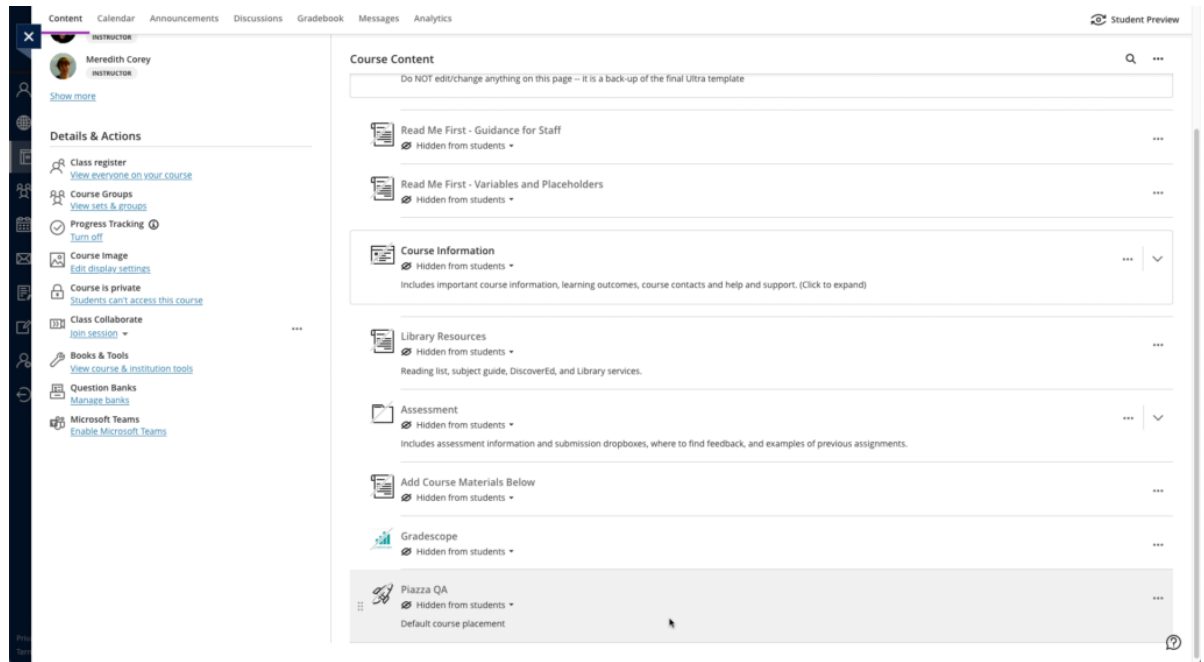 Content Calendar Announcements Discussions Gradebook Messages Analytics
Student Preview
INSTRUCTOR
Meredith Corey
INSTRUCTOR
Show more
Details & Actions
Class register
View everyone on your course
Course Groups
View sets & groups
Progress Tracking
Turn off
Course Image
Edit display settings
Course is private
Students can't access this course
Class Collaborate
Join session
Books & Tools
View course & institution tools
Question Banks
Manage banks
Microsoft Teams
Enable Microsoft Teams
Course Content
Do NOT edit/change anything on this page -- it is a back-up of the final Ultra template
Read Me First - Guidance for Staff
Hidden from students
Read Me First - Variables and Placeholders
Hidden from students
Course Information
Hidden from students
Includes important course information, learning outcomes, course contacts and help and support. (Click to expand)
Library Resources
Hidden from students
Reading list, subject guide, DiscoverEd, and Library services.
Assessment
Hidden from students
Includes assessment information and submission dropboxes, where to find feedback, and examples of previous assignments.
Add Course Materials Below
Hidden from students
Gradescope
Hidden from students
Piazza QA
Hidden from students
Default course placement